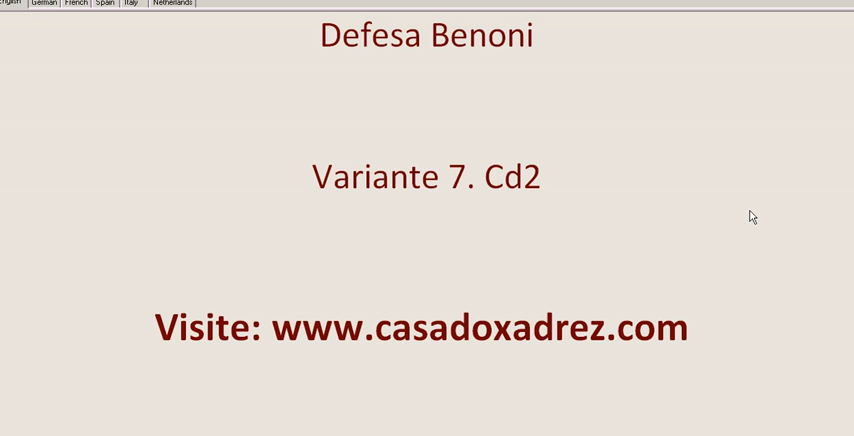 English German French Spain Italy Netherlands
Defesa Benoni
Variante 7. Cd2
Visite: www.casadoxadrez.com